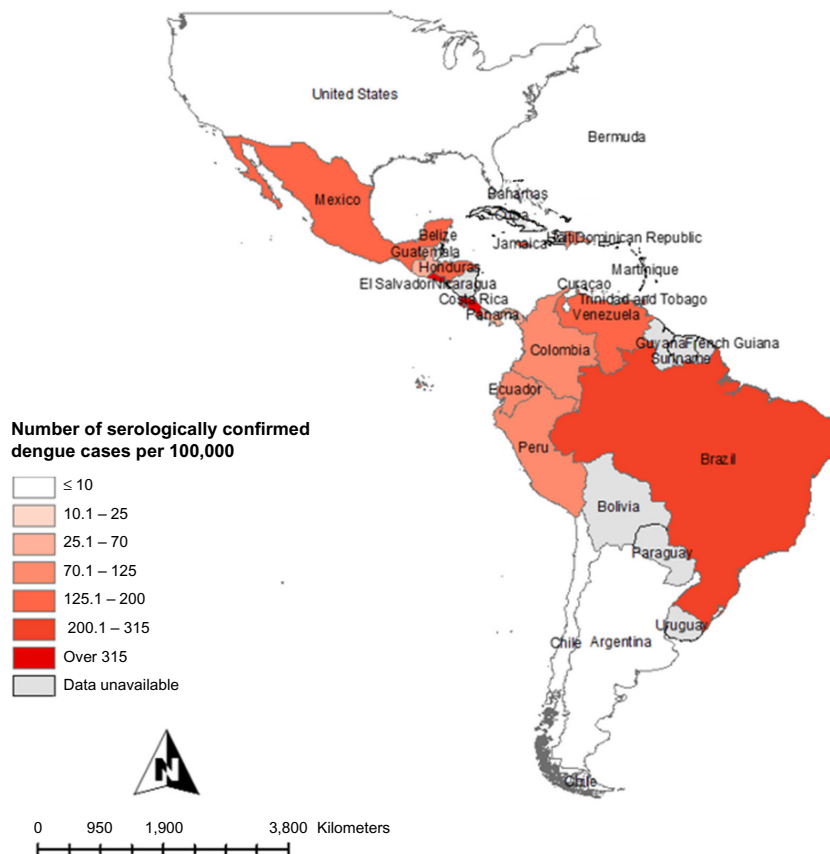 United States
Bermuda
Bahamas
Cuba
Mexico
Belize
Jamaica
Haiti
Dominican Republic
Guatemala
Honduras
Martinique
El Salvador
Nicaragua
Curacao
Costa Rica
Trinidad and Tobago
Panama
Venezuela
Guyana
French Guiana
Colombia
Suriname
Ecuador
Peru
Brazil
Bolivia
Paraguay
Uruguay
Chile
Argentina
Chile
Number of serologically confirmed
dengue cases per 100,000
≤ 10
10.1 – 25
25.1 – 70
70.1 – 125
125.1 – 200
200.1 – 315
Over 315
Data unavailable
N
0 950 1,900 3,800 Kilometers